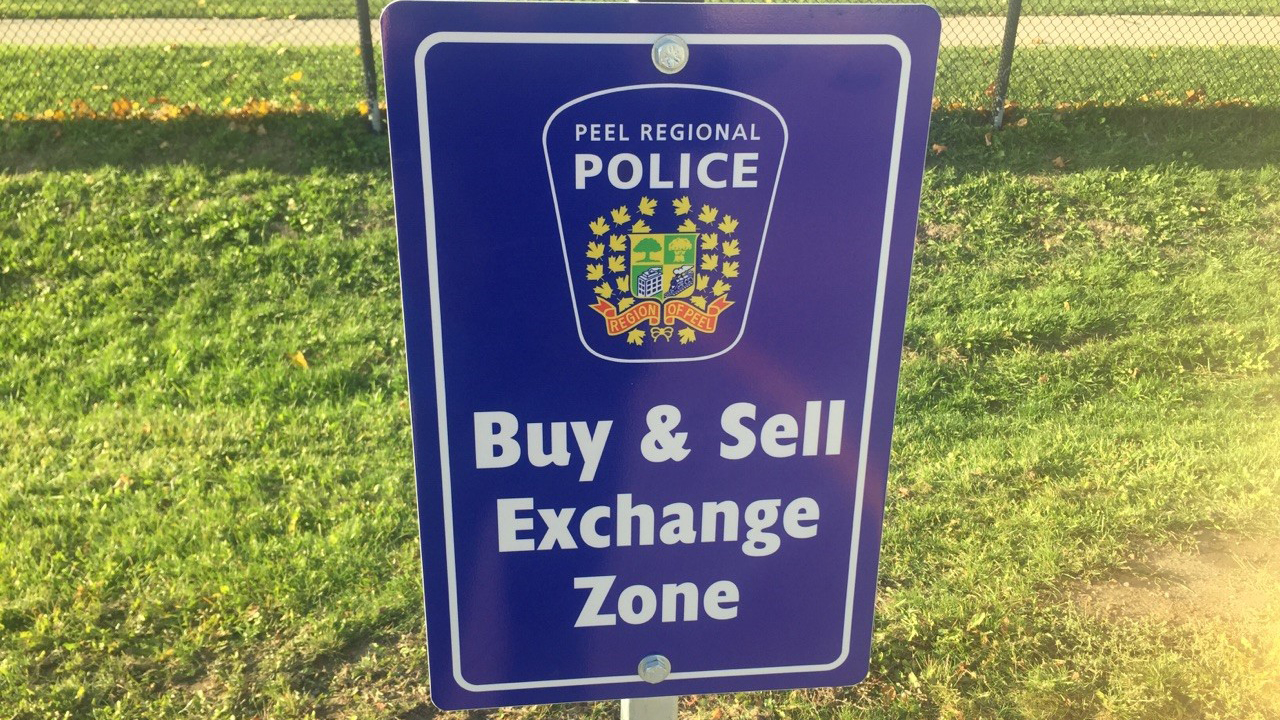 PEEL REGIONAL
POLICE
REGION OF PEEL
Buy & Sell
Exchange
Zone